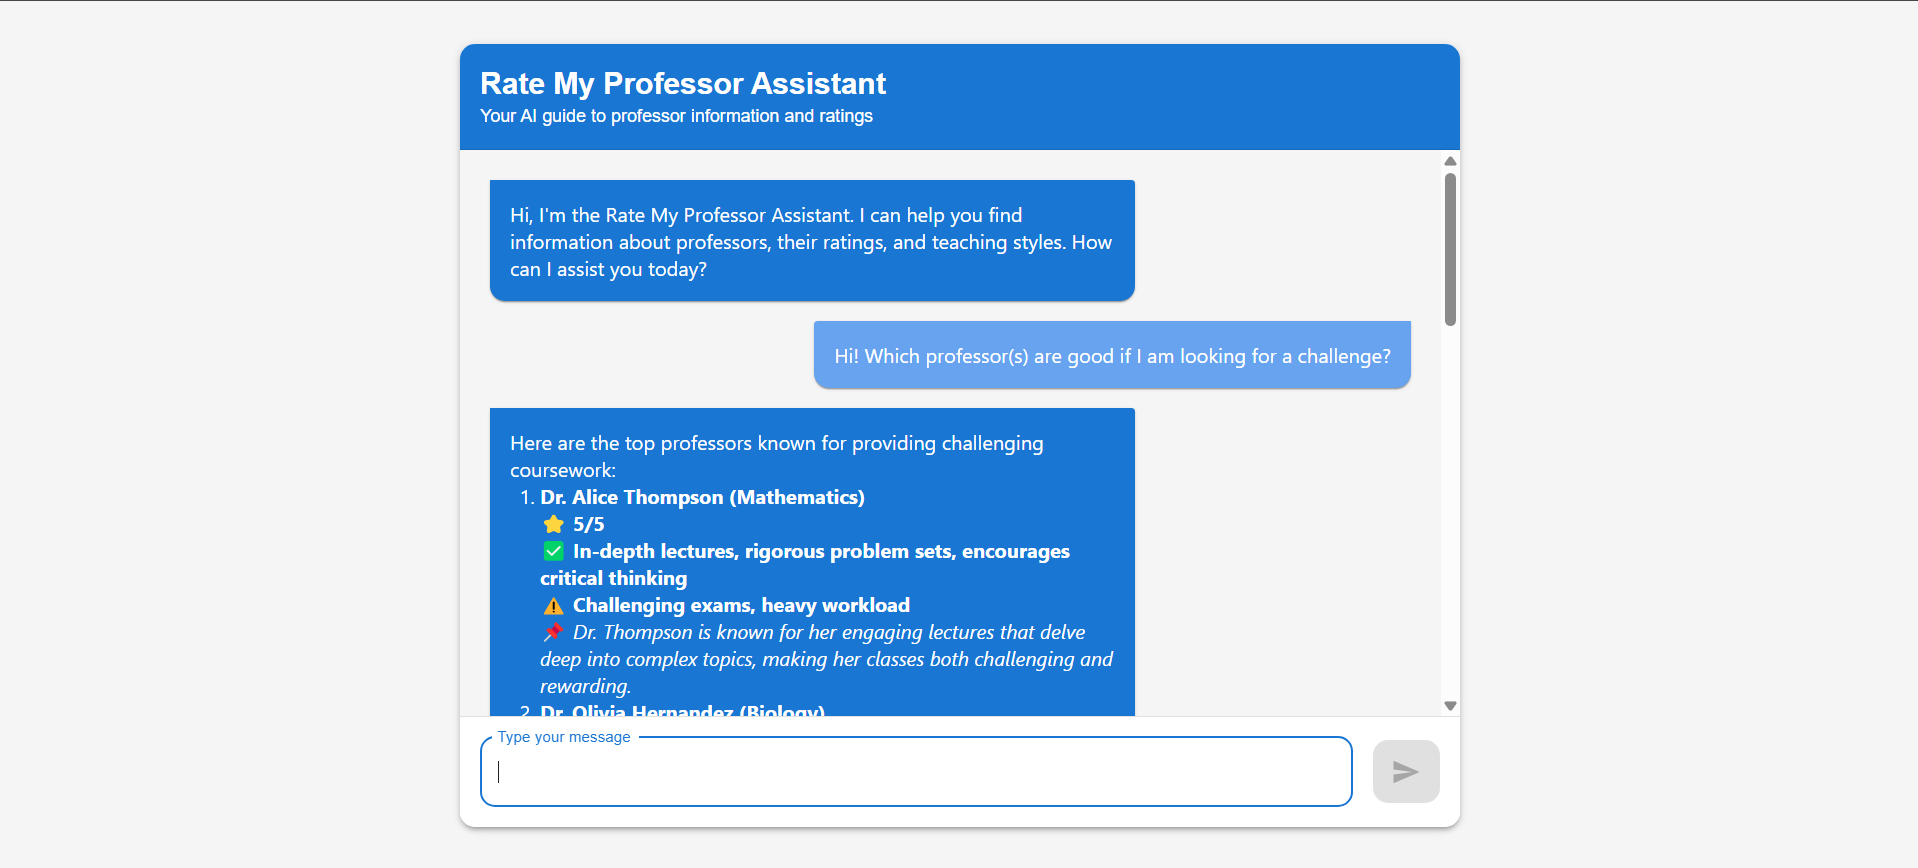 Rate My Professor Assistant
Your AI guide to professor information and ratings
Hi, I'm the Rate My Professor Assistant. I can help you find
information about professors, their ratings, and teaching styles. How
can I assist you today?
Hi! Which professor(s) are good if I am looking for a challenge?
Here are the top professors known for providing challenging
coursework:
1. Dr. Alice Thompson (Mathematics)
⭐ 5/5
✅ In-depth lectures, rigorous problem sets, encourages
critical thinking
⚠️ Challenging exams, heavy workload
📌 Dr. Thompson is known for her engaging lectures that delve
deep into complex topics, making her classes both challenging and
rewarding.
2. Dr. Olivia Hernandez (Biology)
Type your message